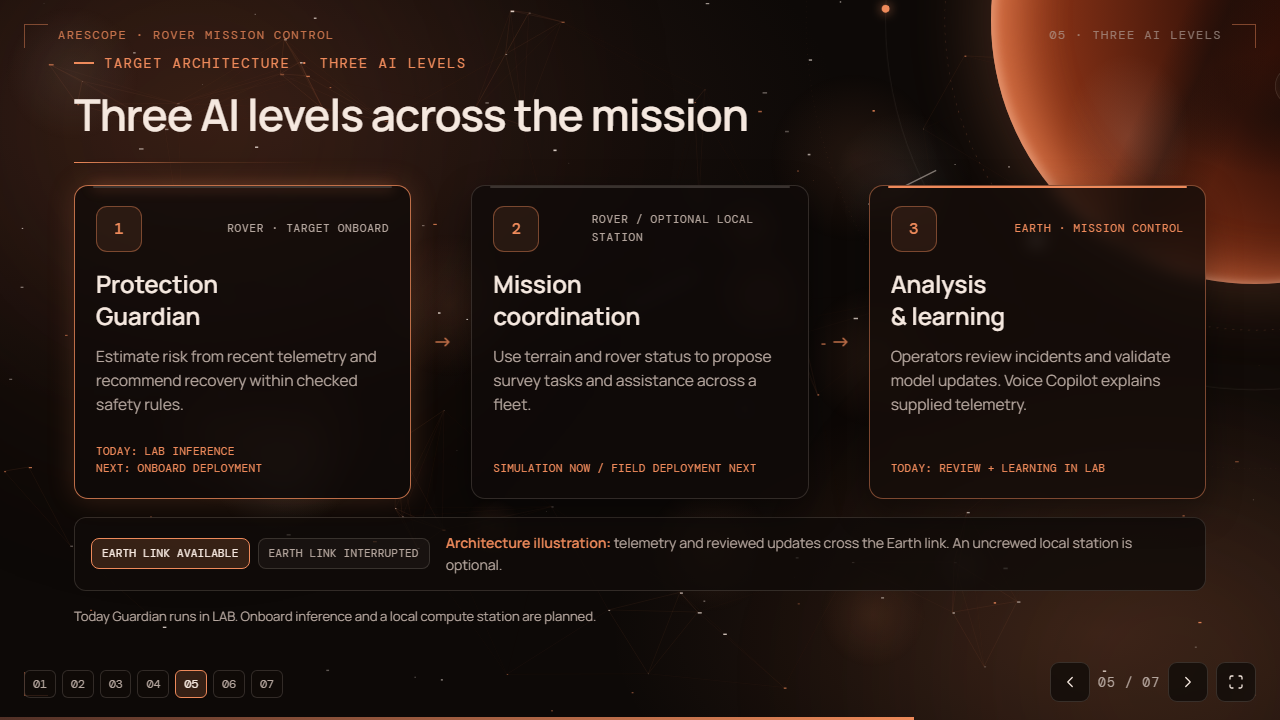 ARESCOPE · ROVER MISSION CONTROL
05 · THREE AI LEVELS
TARGET ARCHITECTURE - THREE AI LEVELS
Three AI levels across the mission
1
ROVER · TARGET ONBOARD
Protection
Guardian
Estimate risk from recent telemetry and
recommend recovery within checked
safety rules.
TODAY: LAB INFERENCE
NEXT: ONBOARD DEPLOYMENT
→
2
ROVER / OPTIONAL LOCAL
STATION
Mission
coordination
Use terrain and rover status to propose
survey tasks and assistance across a
fleet.
SIMULATION NOW / FIELD DEPLOYMENT NEXT
→
3
EARTH · MISSION CONTROL
Analysis
& learning
Operators review incidents and validate
model updates. Voice Copilot explains
supplied telemetry.
TODAY: REVIEW + LEARNING IN LAB
EARTH LINK AVAILABLE
EARTH LINK INTERRUPTED
Architecture illustration: telemetry and reviewed updates cross the Earth link. An uncrewed local station is
optional.
Today Guardian runs in LAB. Onboard inference and a local compute station are planned.
01 02 03 04 05 06 07
05 / 07